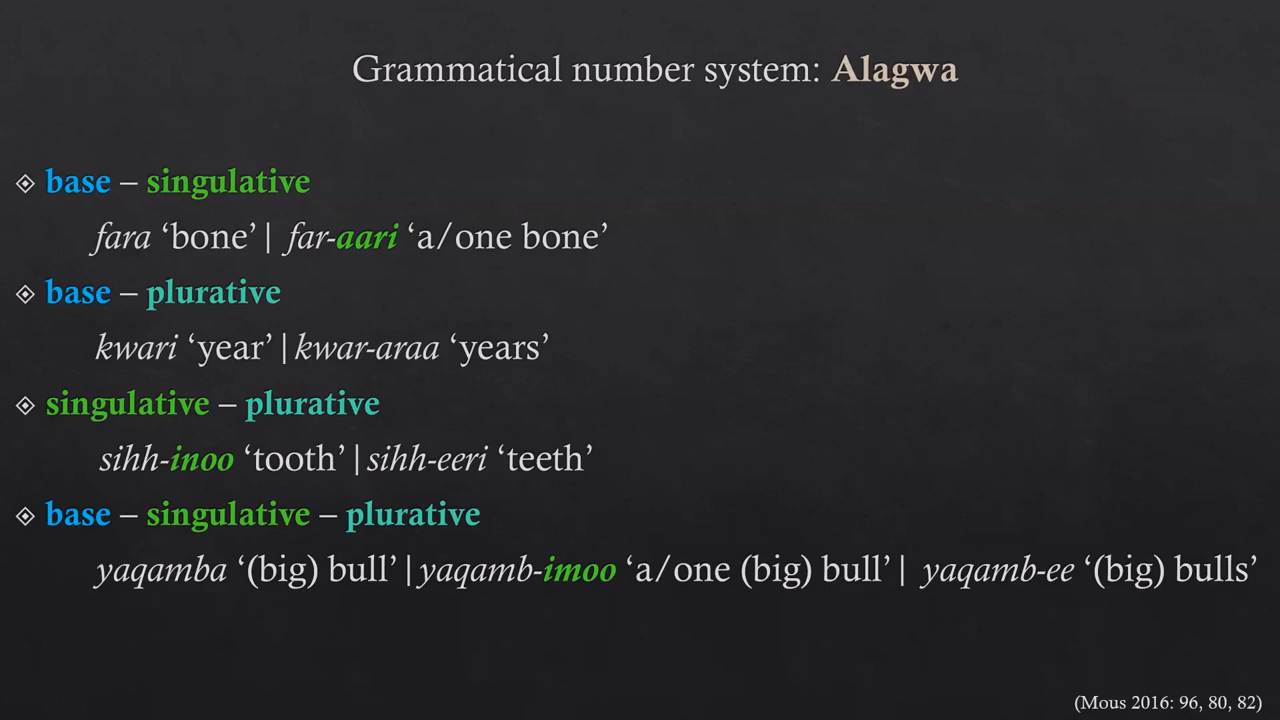 Grammatical number system: Alagwa
base – singulative
fara ‘bone’ | far-aari ‘a/one bone’
base – plurative
kwari ‘year’ | kwar-araa ‘years’
singulative – plurative
sihh-inoo ‘tooth’ | sihh-eeri ‘teeth’
base – singulative – plurative
yaqamba ‘(big) bull’ | yaqamb-imoo ‘a/one (big) bull’ | yaqamb-ee ‘(big) bulls’
(Mous 2016: 96, 80, 82)